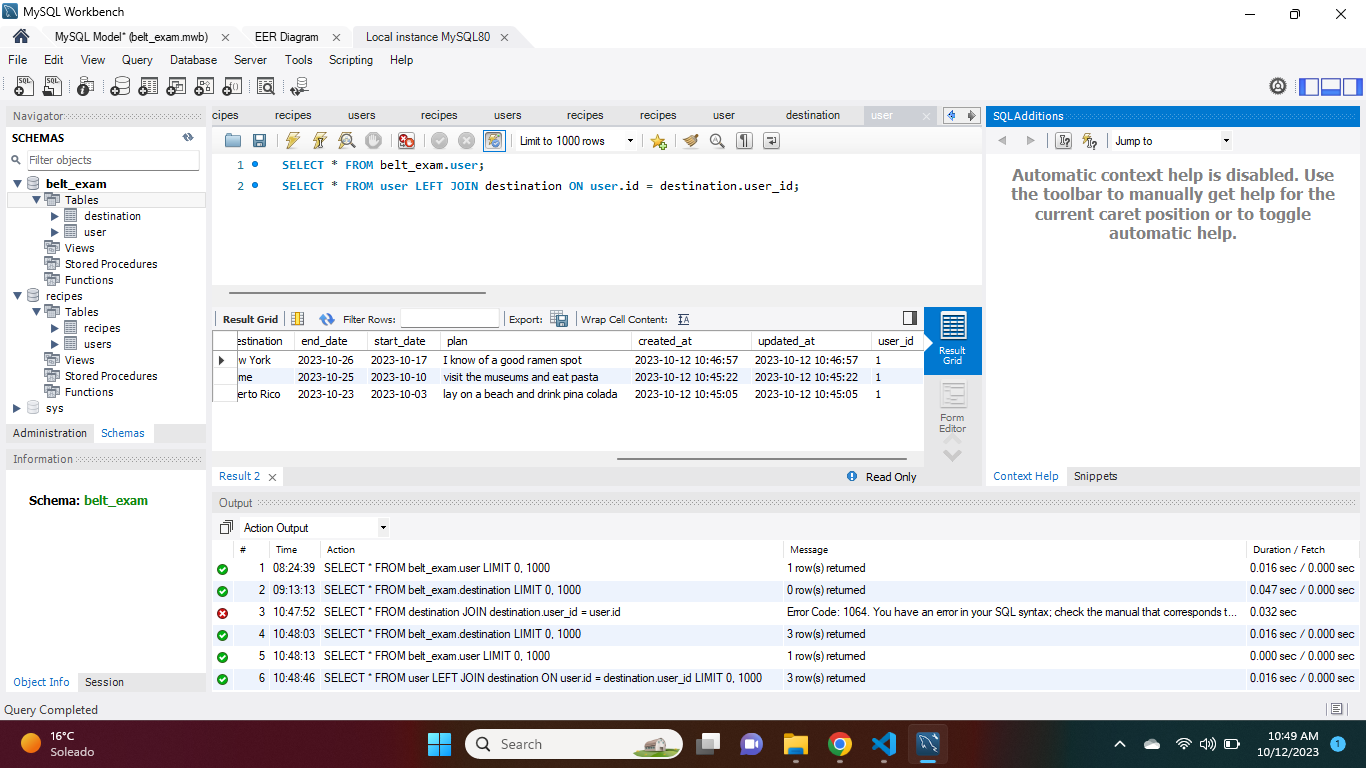 MySQL Workbench
MySQL Model* (belt_exam.mwb)
EER Diagram
Local instance MySQL80
File Edit View Query Database Server Tools Scripting Help
Navigator
SCHEMAS
Filter objects
belt_exam
Tables
destination
user
Views
Stored Procedures
Functions
recipes
Tables
recipes
users
Views
Stored Procedures
Functions
sys
Administration Schemas
Information
Schema: belt_exam
Object Info Session
cipes recipes users recipes users recipes recipes user destination user
Limit to 1000 rows
1 SELECT * FROM belt_exam.user;
2 SELECT * FROM user LEFT JOIN destination ON user.id = destination.user_id;
Result Grid Filter Rows: Export: Wrap Cell Content:
estination end_date start_date plan created_at updated_at user_id
w York 2023-10-26 2023-10-17 I know of a good ramen spot 2023-10-12 10:46:57 2023-10-12 10:46:57 1
me 2023-10-25 2023-10-10 visit the museums and eat pasta 2023-10-12 10:45:22 2023-10-12 10:45:22 1
erto Rico 2023-10-23 2023-10-03 lay on a beach and drink pina colada 2023-10-12 10:45:05 2023-10-12 10:45:05 1
Result
Grid
Form
Editor
Result 2
Read Only
SQLAdditions
Jump to
Automatic context help is disabled. Use
the toolbar to manually get help for the
current caret position or to toggle
automatic help.
Context Help Snippets
Output
Action Output
# Time Action Message Duration / Fetch
1 08:24:39 SELECT * FROM belt_exam.user LIMIT 0, 1000 1 row(s) returned 0.016 sec / 0.000 sec
2 09:13:13 SELECT * FROM belt_exam.destination LIMIT 0, 1000 0 row(s) returned 0.047 sec / 0.000 sec
3 10:47:52 SELECT * FROM destination JOIN destination.user_id = user.id Error Code: 1064. You have an error in your SQL syntax; check the manual that corresponds t... 0.032 sec
4 10:48:03 SELECT * FROM belt_exam.destination LIMIT 0, 1000 3 row(s) returned 0.016 sec / 0.000 sec
5 10:48:13 SELECT * FROM belt_exam.user LIMIT 0, 1000 1 row(s) returned 0.000 sec / 0.000 sec
6 10:48:46 SELECT * FROM user LEFT JOIN destination ON user.id = destination.user_id LIMIT 0, 1000 3 row(s) returned 0.016 sec / 0.000 sec
Query Completed
16°C
Soleado
Search
10:49 AM
10/12/2023
1